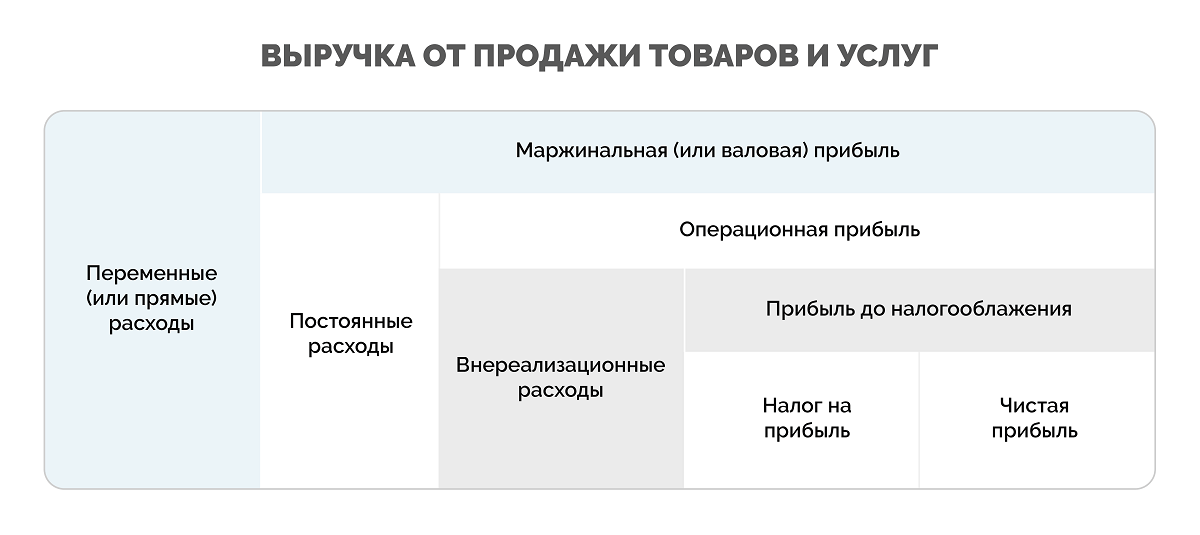 ВЫРУЧКА ОТ ПРОДАЖИ ТОВАРОВ И УСЛУГ
Маржинальная (или валовая) прибыль
Операционная прибыль
Переменные
(или прямые)
расходы
Постоянные
расходы
Прибыль до налогооблажения
Внереализационные
расходы
Налог на
прибыль
Чистая
прибыль